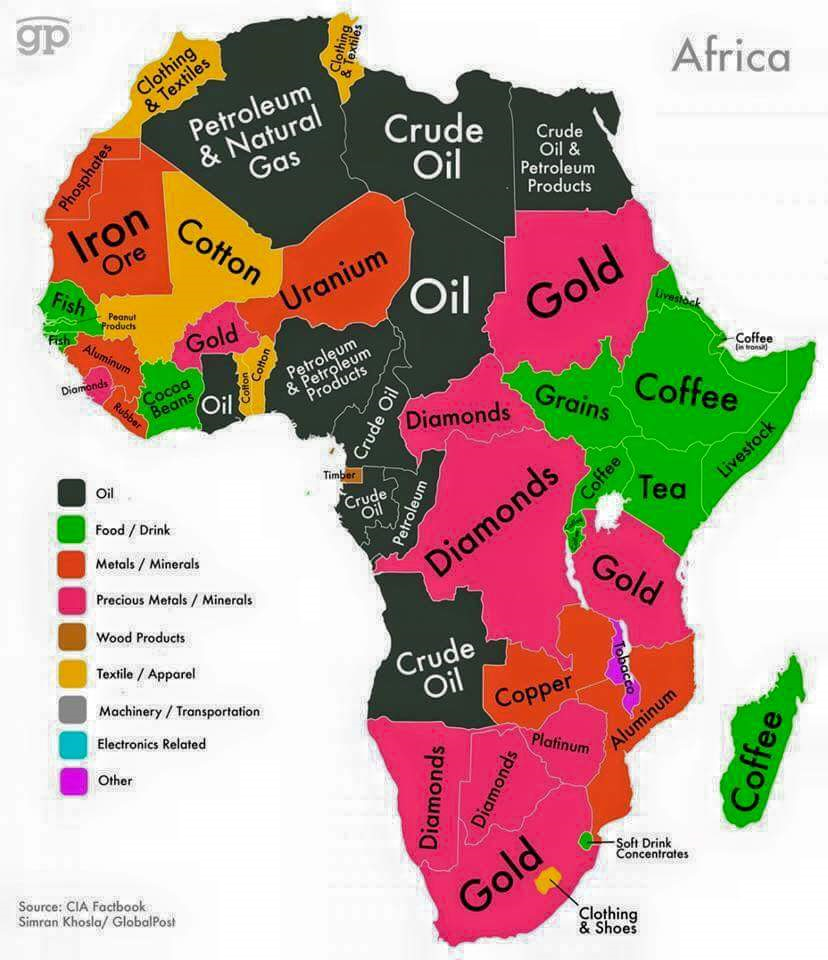 gp
Africa
Clothing
& Textiles
Clothing
& Textiles
Petroleum
& Natural
Gas
Crude
Oil
Crude
Oil &
Petroleum
Products
Phosphates
Iron
Ore
Cotton
Uranium
Oil
Gold
Livestock
Coffee
(in transit)
Fish
Peanut
Products
Fish
Aluminum
Diamonds
Rubber
Cocoa
Beans
Gold
Oil
Cotton
Cotton
Petroleum
& Petroleum
Products
Crude Oil
Diamonds
Grains
Coffee
Livestock
Timber
Crude
Oil
Petroleum
Diamonds
Coffee
Tea
Gold
Crude
Oil
Copper
Tobacco
Aluminum
Diamonds
Diamonds
Platinum
Coffee
Gold
Soft Drink
Concentrates
Clothing
& Shoes
Oil
Food / Drink
Metals / Minerals
Precious Metals / Minerals
Wood Products
Textile / Apparel
Machinery / Transportation
Electronics Related
Other
Source: CIA Factbook
Simran Khosla/ GlobalPost